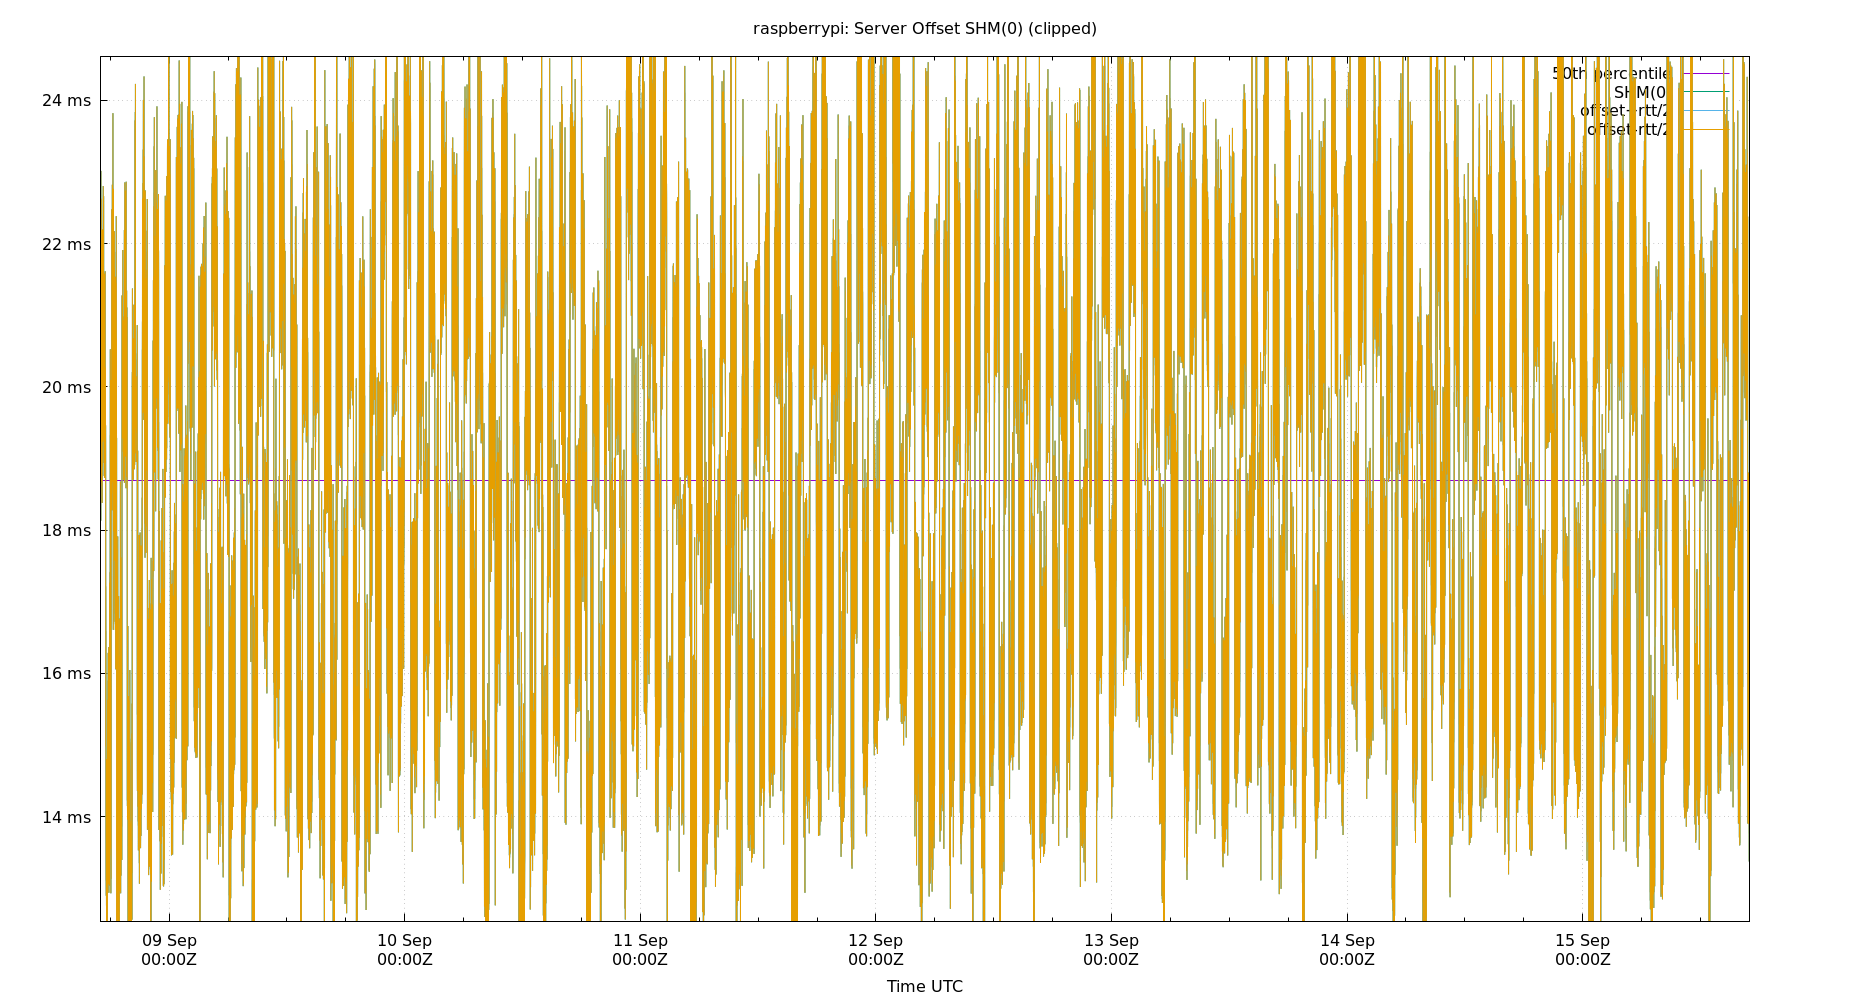 raspberrypi: Server Offset SHM(0) (clipped)
24 ms
22 ms
20 ms
18 ms
16 ms
14 ms
50th percentile
SHM(0)
offset+rtt/2
offset-rtt/2
09 Sep 10 Sep 11 Sep 12 Sep 13 Sep 14 Sep 15 Sep
00:00Z 00:00Z 00:00Z 00:00Z 00:00Z 00:00Z 00:00Z
Time UTC